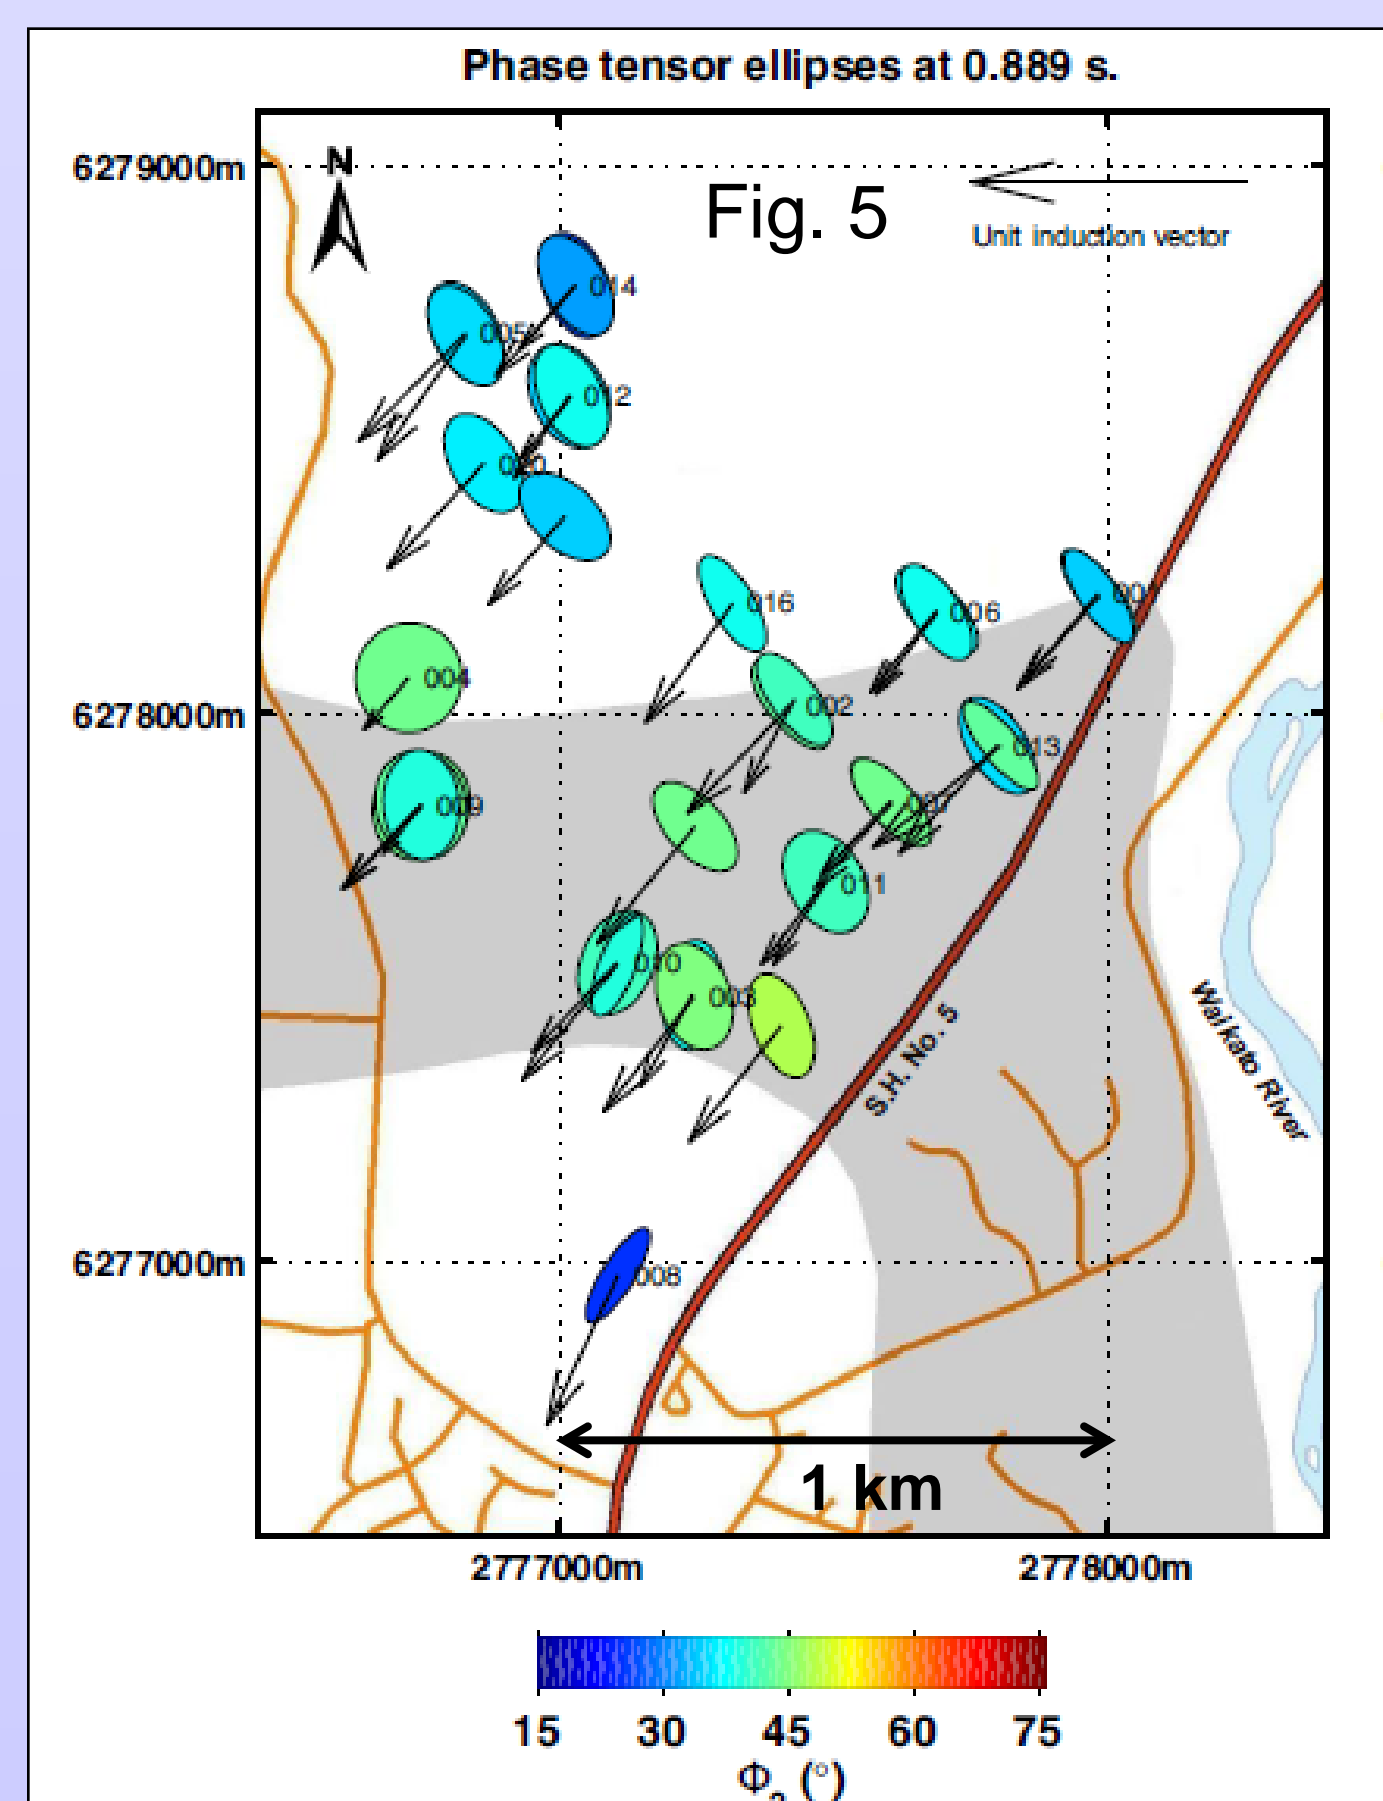 Phase tensor ellipses at 0.889 s.
6279000m
N
Fig. 5
Unit induction vector
014
005
012
016
006
004
002
6278000m
013
009
011
010
003
S.H. No. 5
Waikato River
6277000m
008
1 km
2777000m
2778000m
15 30 45 60 75
Φ₂ (°)